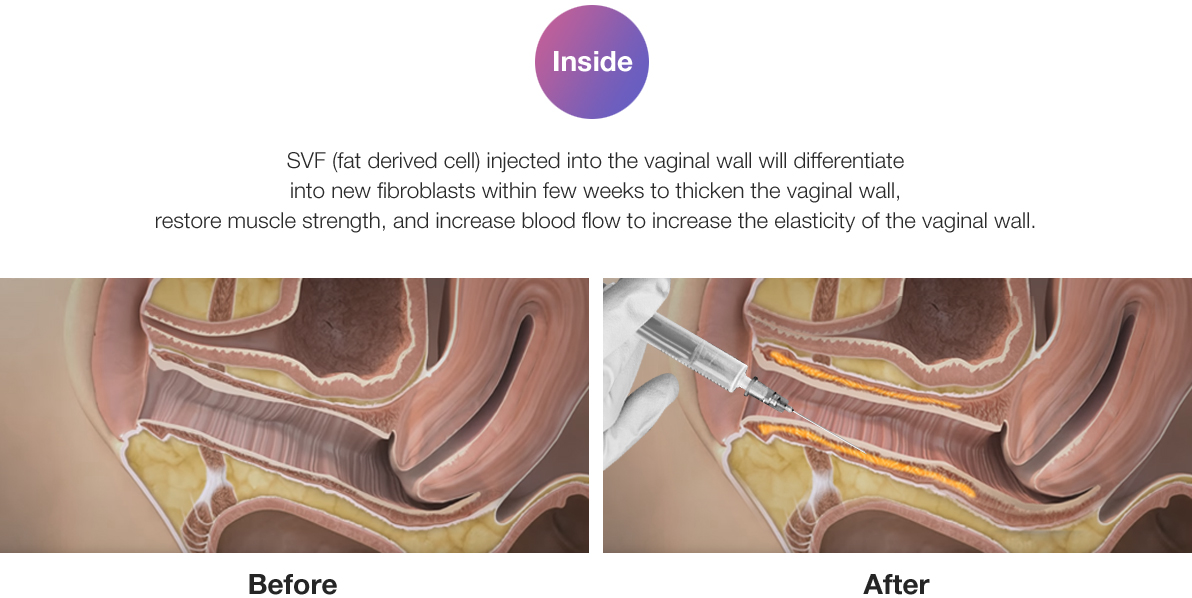 Inside
SVF (fat derived cell) injected into the vaginal wall will differentiate
into new fibroblasts within few weeks to thicken the vaginal wall,
restore muscle strength, and increase blood flow to increase the elasticity of the vaginal wall.
Before
After